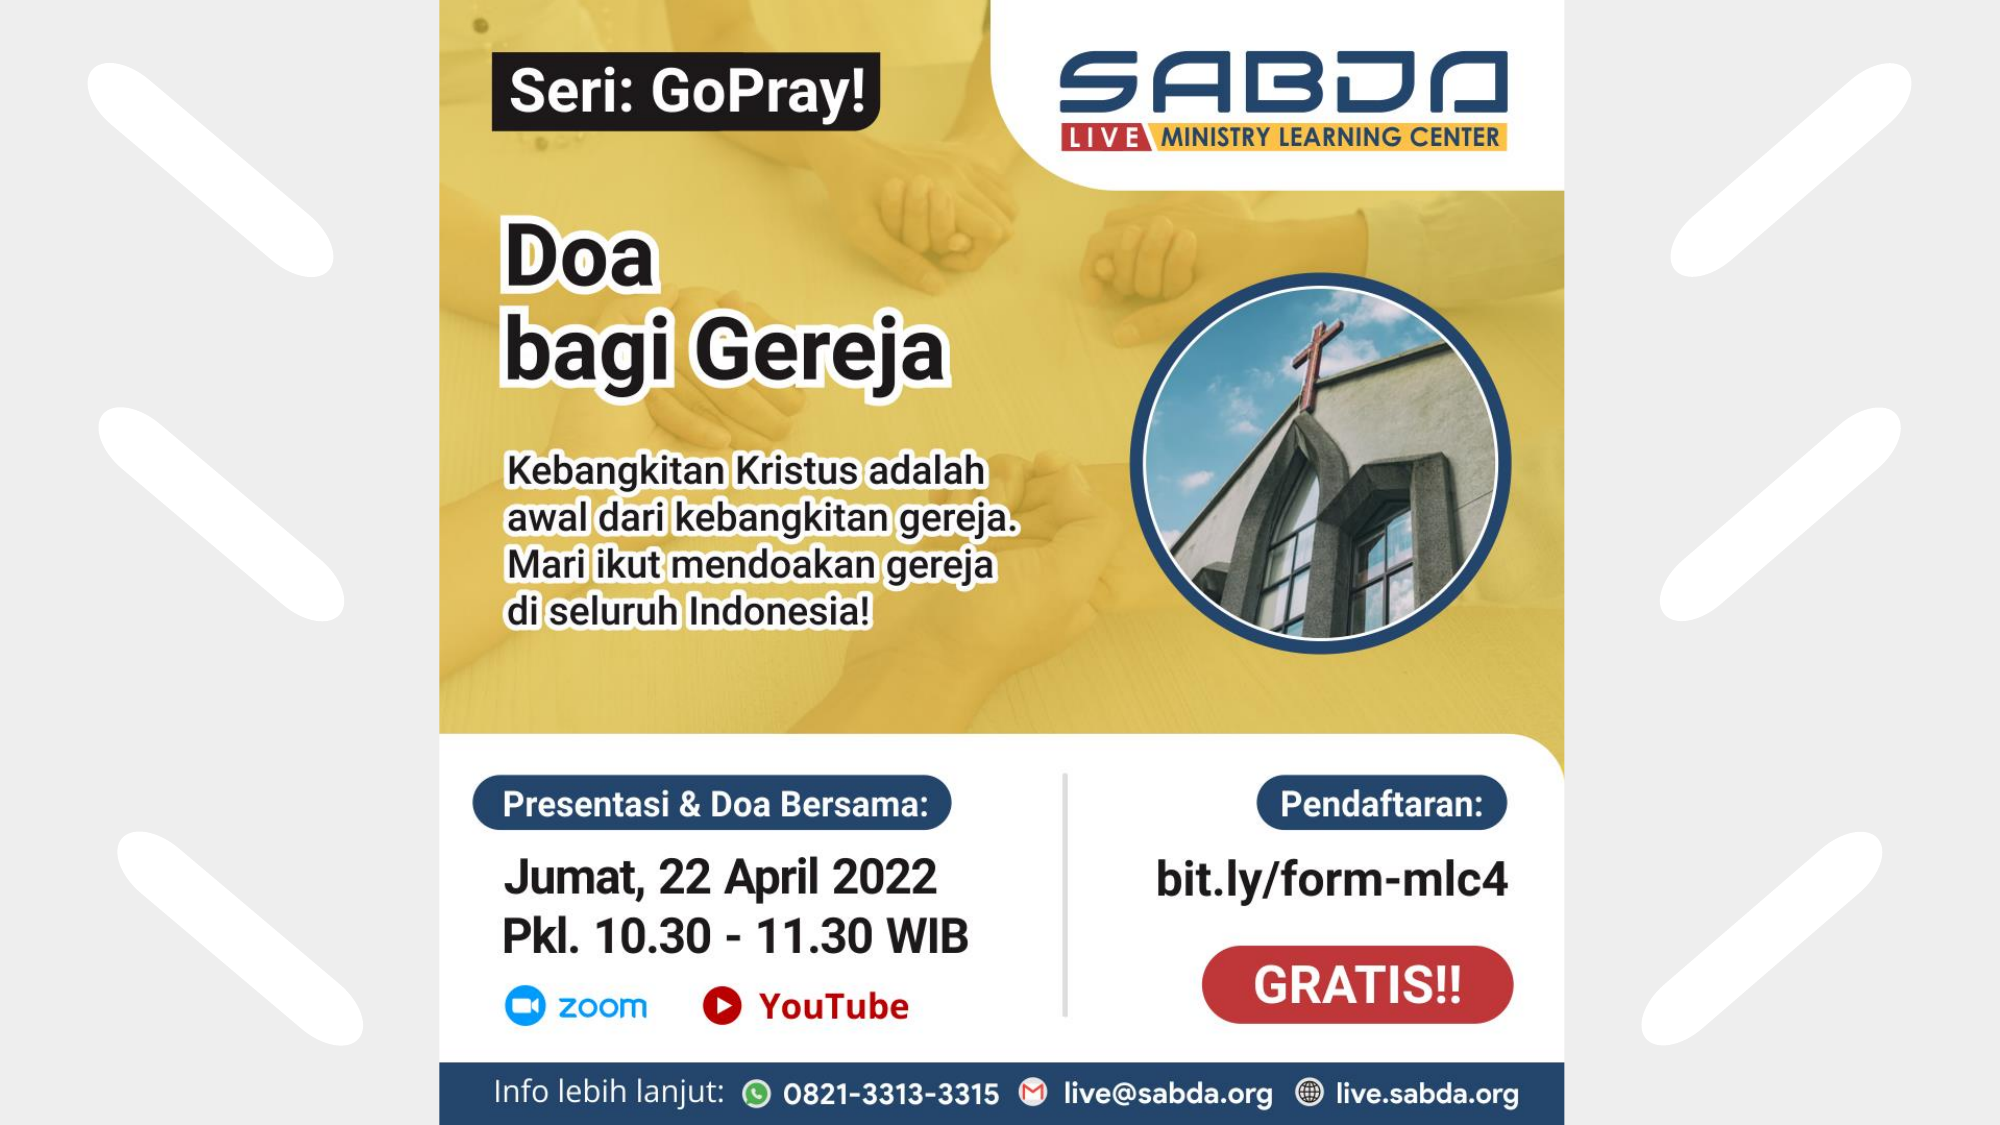 Seri: GoPray!
SABDA
LIVE MINISTRY LEARNING CENTER
Doa
bagi Gereja
Kebangkitan Kristus adalah
awal dari kebangkitan gereja.
Mari ikut mendoakan gereja
di seluruh Indonesia!
Presentasi & Doa Bersama:
Jumat, 22 April 2022
Pkl. 10.30 - 11.30 WIB
zoom YouTube
Pendaftaran:
bit.ly/form-mlc4
GRATIS!!
Info lebih lanjut: 0821-3313-3315 live@sabda.org live.sabda.org